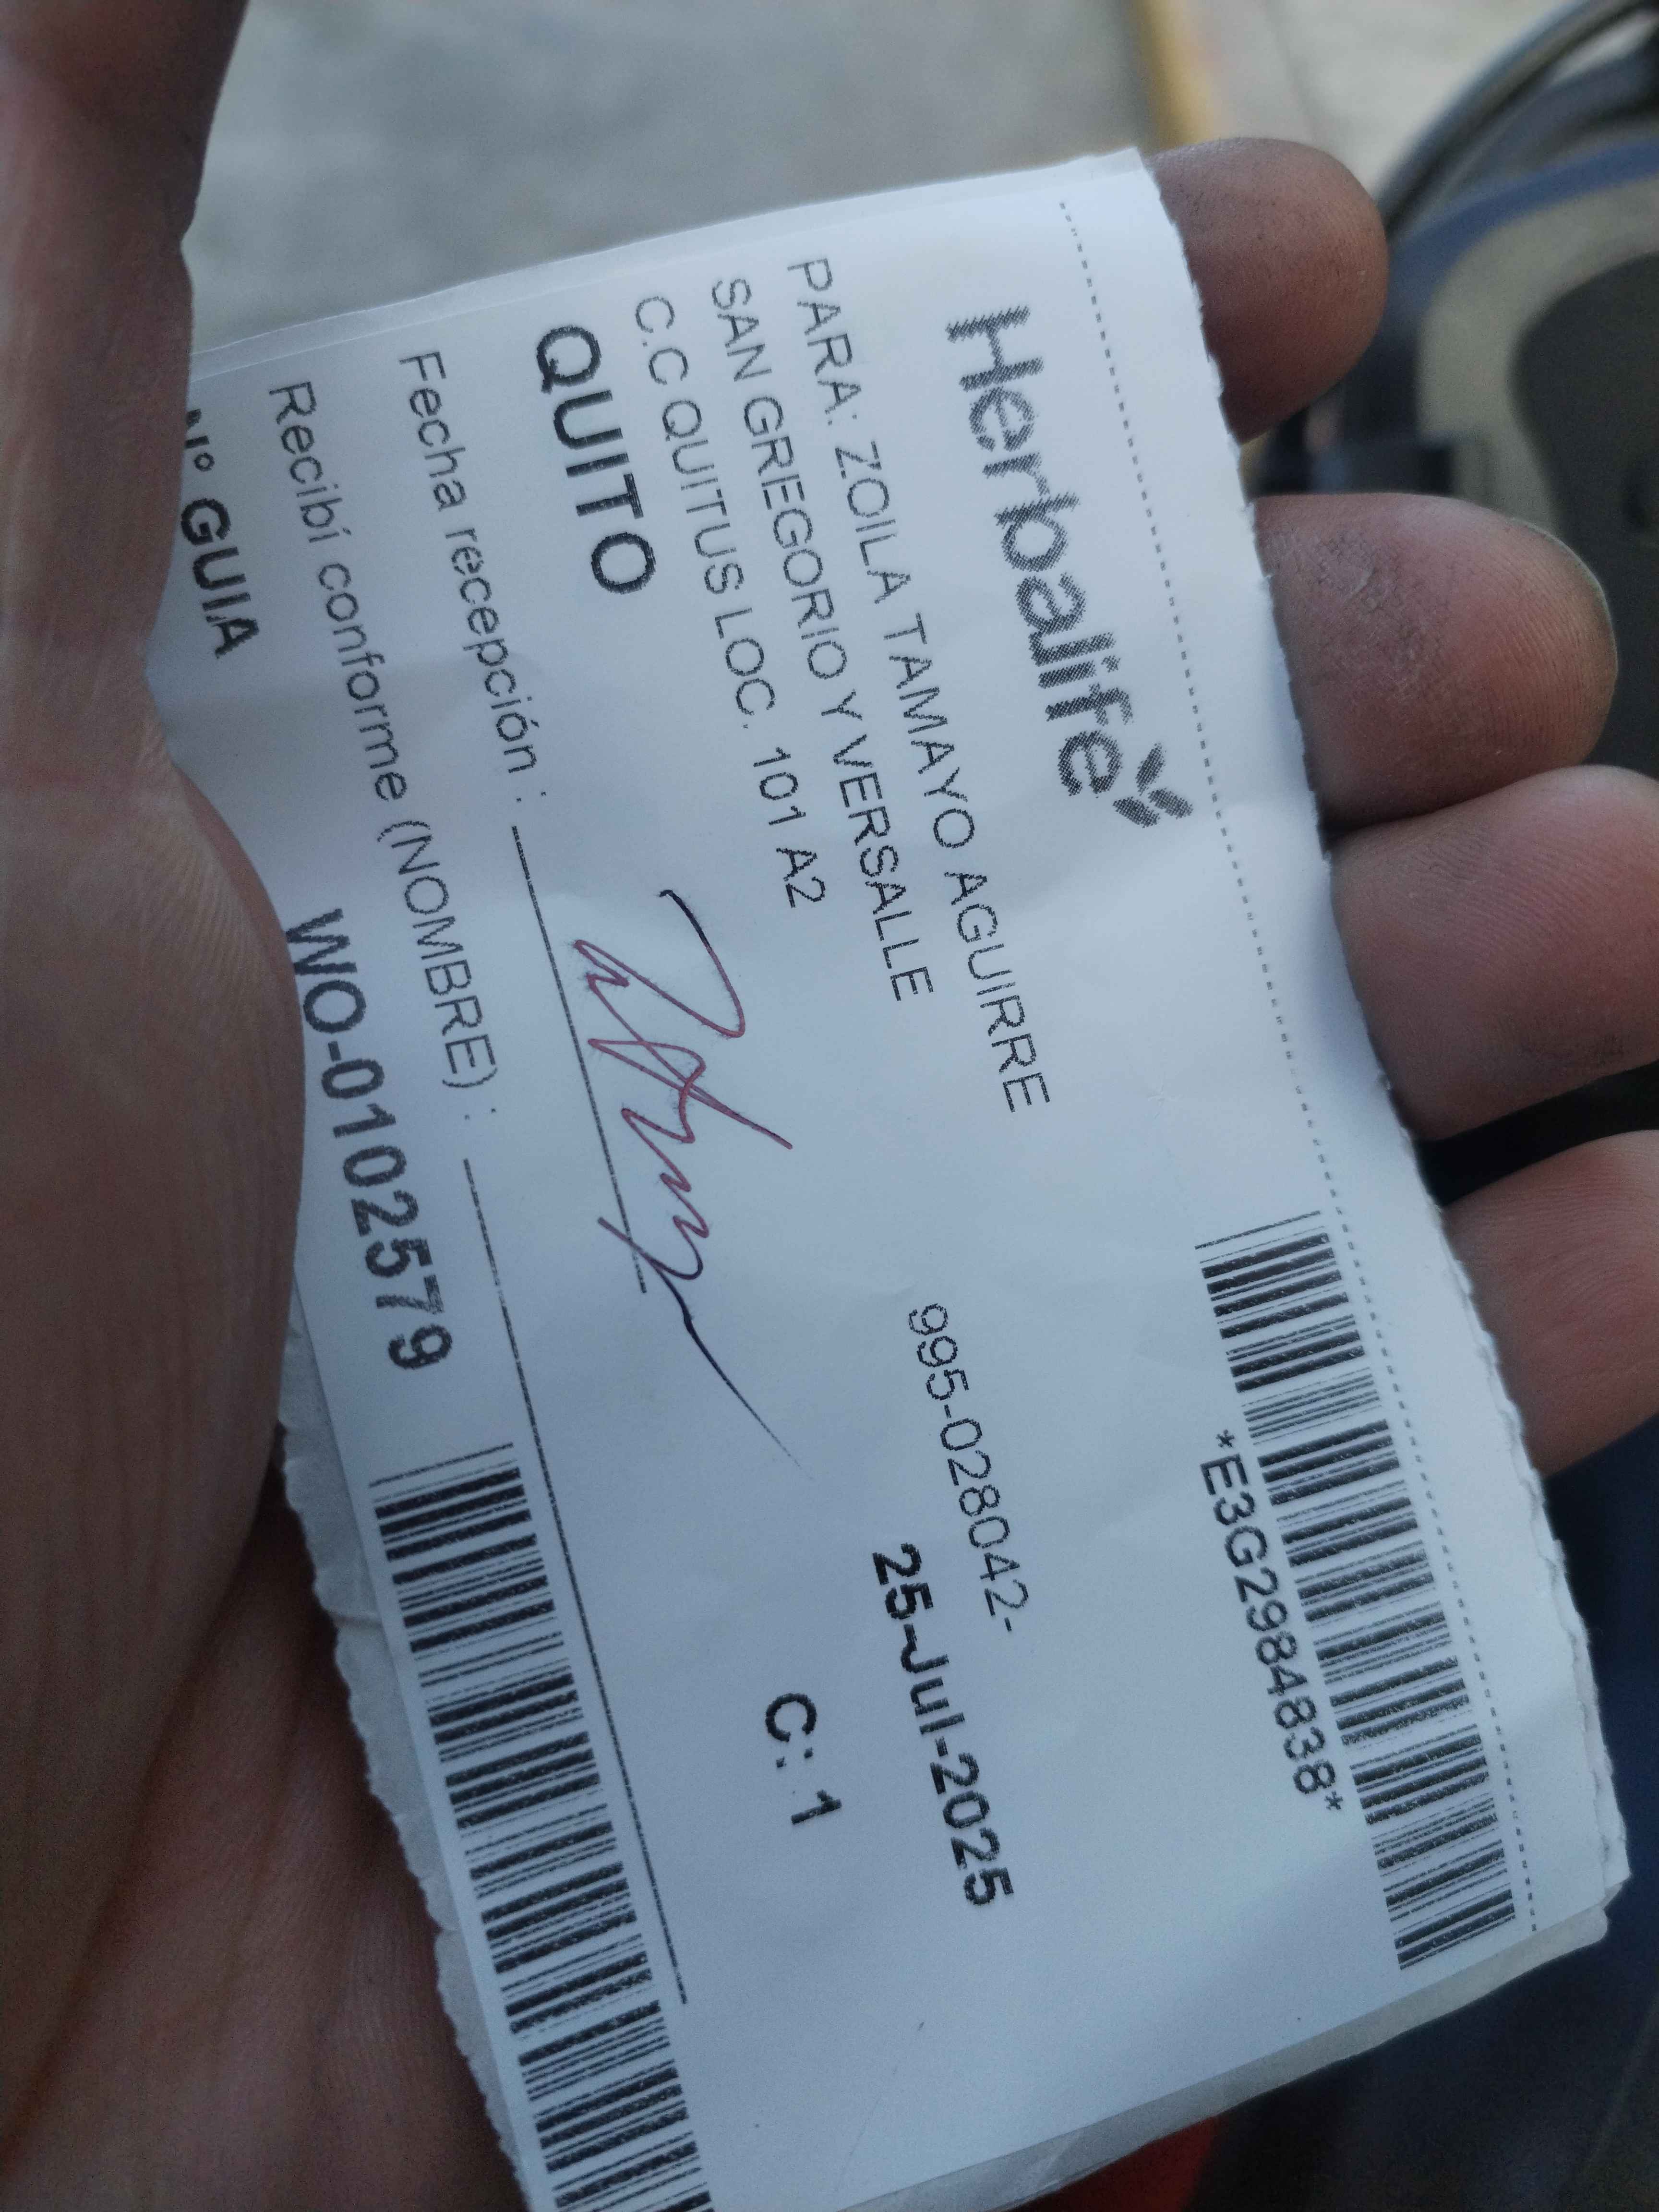 Herbalife
*E3G2984838*
PARA: ZOILA TAMAYO AGUIRRE
995-028042-
SAN GREGORIO Y VERSALLE
25-Jul-2025
C.C QUITUS LOC. 101 A2
C: 1
QUITO
Fecha recepción :
Recibí conforme (NOMBRE) :
Nº GUIA WO-0102579